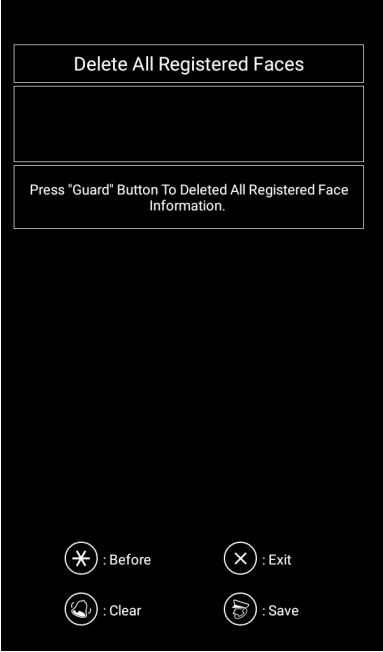 Delete All Registered Faces
Press "Guard" Button To Deleted All Registered Face
Information.
: Before
: Exit
: Clear
: Save